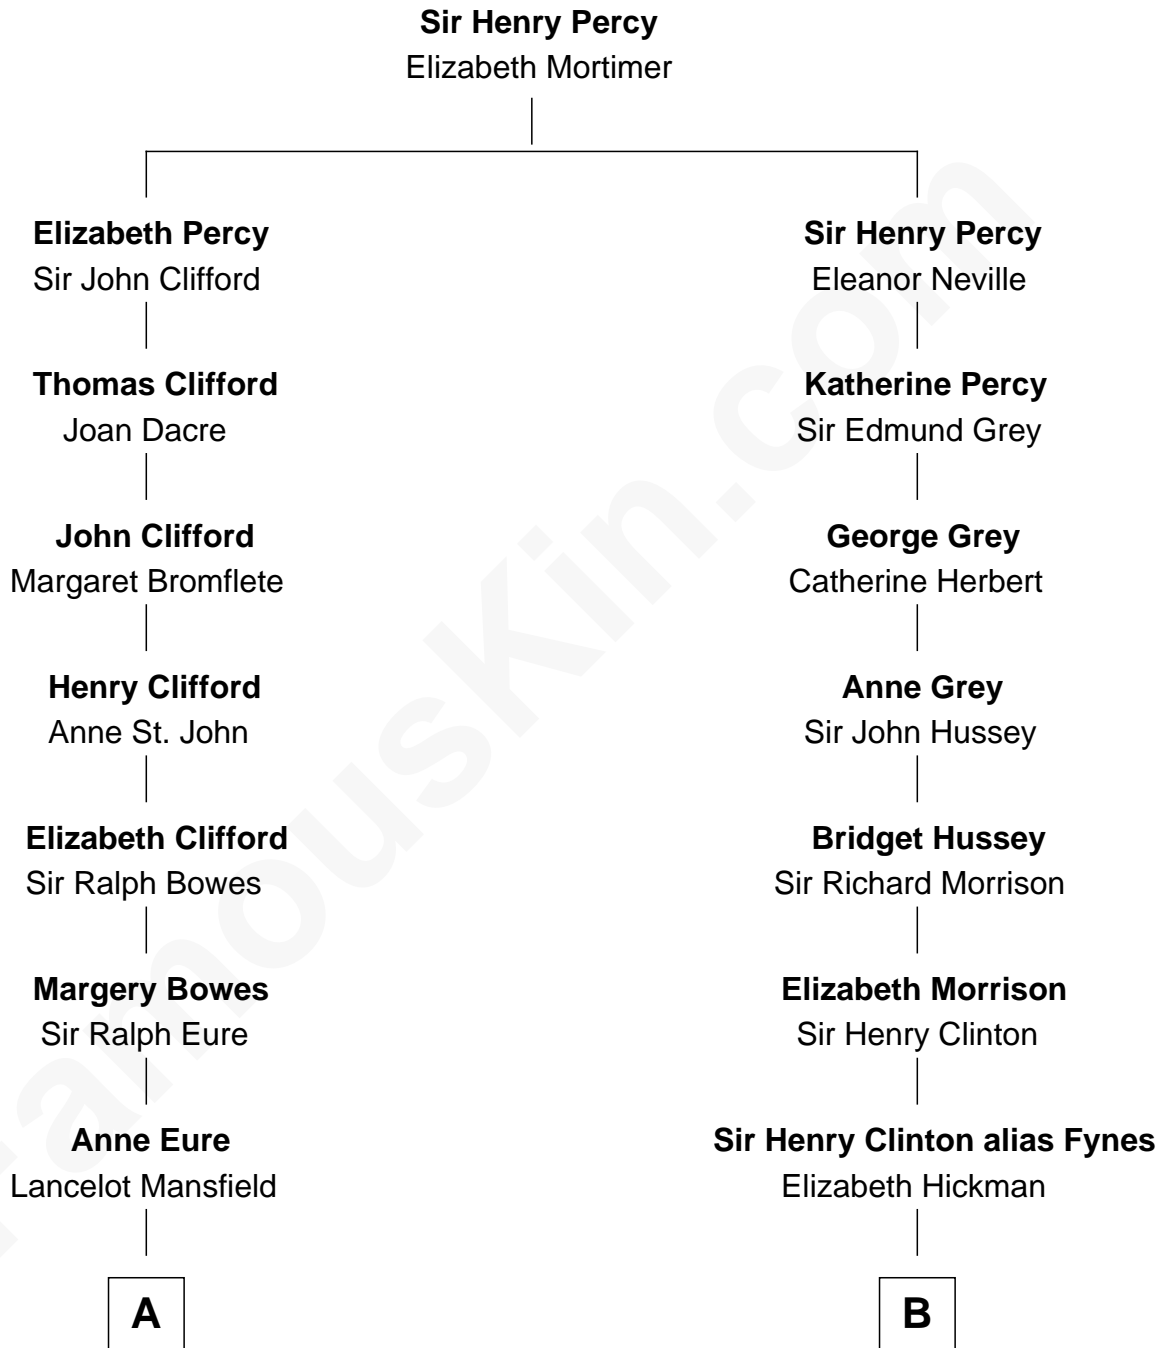 Sir Henry Percy
Elizabeth Mortimer
Elizabeth Percy
Sir John Clifford
Sir Henry Percy
Eleanor Neville
Thomas Clifford
Joan Dacre
Katherine Percy
Sir Edmund Grey
John Clifford
Margaret Bromflete
George Grey
Catherine Herbert
Henry Clifford
Anne St. John
Anne Grey
Sir John Hussey
Elizabeth Clifford
Sir Ralph Bowes
Bridget Hussey
Sir Richard Morrison
Margery Bowes
Sir Ralph Eure
Elizabeth Morrison
Sir Henry Clinton
Anne Eure
Lancelot Mansfield
Sir Henry Clinton alias Fynes
Elizabeth Hickman
A
B
FamousKin.com